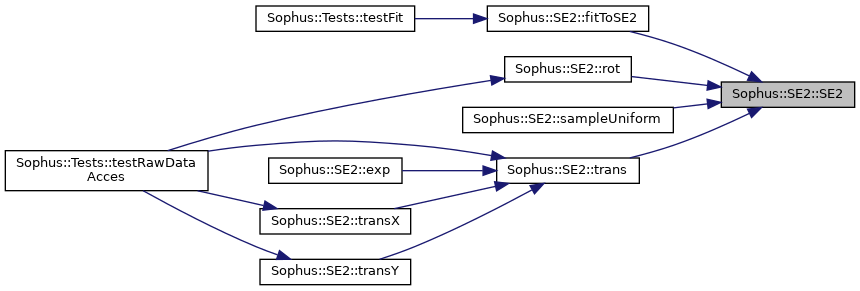 Sophus::Tests::testFit
Sophus::SE2::fitToSE2
Sophus::SE2::rot
Sophus::SE2::SE2
Sophus::SE2::sampleUniform
Sophus::Tests::testRawData
Acces
Sophus::SE2::exp
Sophus::SE2::trans
Sophus::SE2::transX
Sophus::SE2::transY